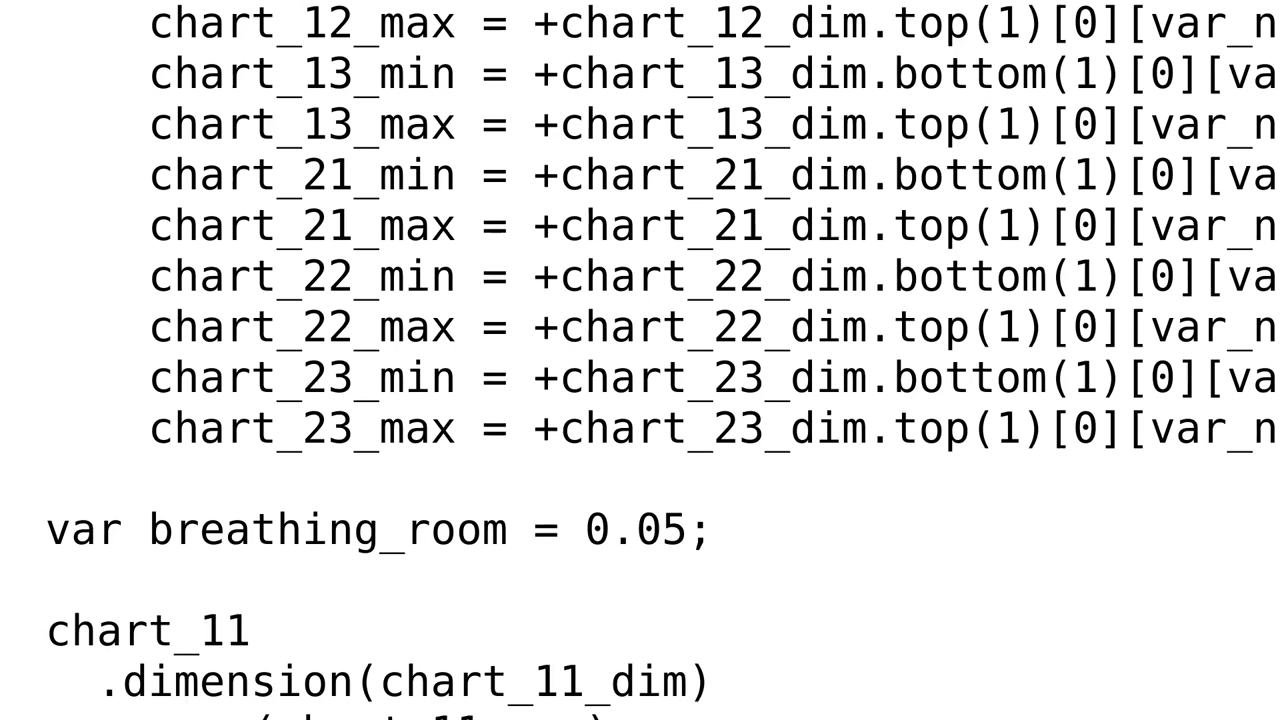 chart_12_max = +chart_12_dim.top(1)[0][var_n
chart_13_min = +chart_13_dim.bottom(1)[0][va
chart_13_max = +chart_13_dim.top(1)[0][var_n
chart_21_min = +chart_21_dim.bottom(1)[0][va
chart_21_max = +chart_21_dim.top(1)[0][var_n
chart_22_min = +chart_22_dim.bottom(1)[0][va
chart_22_max = +chart_22_dim.top(1)[0][var_n
chart_23_min = +chart_23_dim.bottom(1)[0][va
chart_23_max = +chart_23_dim.top(1)[0][var_n
var breathing_room = 0.05;
chart_11
.dimension(chart_11_dim)